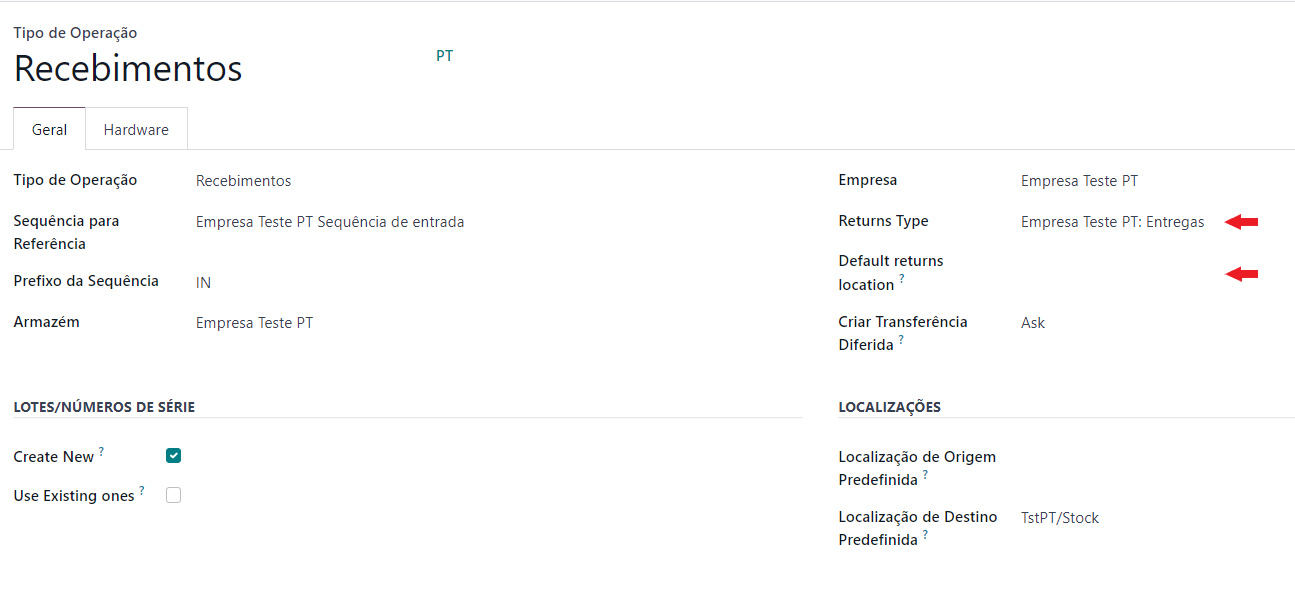 Tipo de Operação
Recebimentos
PT
Geral
Hardware
Tipo de Operação
Recebimentos
Sequência para
Referência
Empresa Teste PT Sequência de entrada
Prefixo da Sequência
IN
Armazém
Empresa Teste PT
Empresa
Empresa Teste PT
Returns Type
Empresa Teste PT: Entregas
Default returns
location ?
Criar Transferência
Diferida ?
Ask
LOTES/NÚMEROS DE SÉRIE
Create New ?
Use Existing ones ?
LOCALIZAÇÕES
Localização de Origem
Predefinida ?
Localização de Destino
Predefinida ?
TstPT/Stock